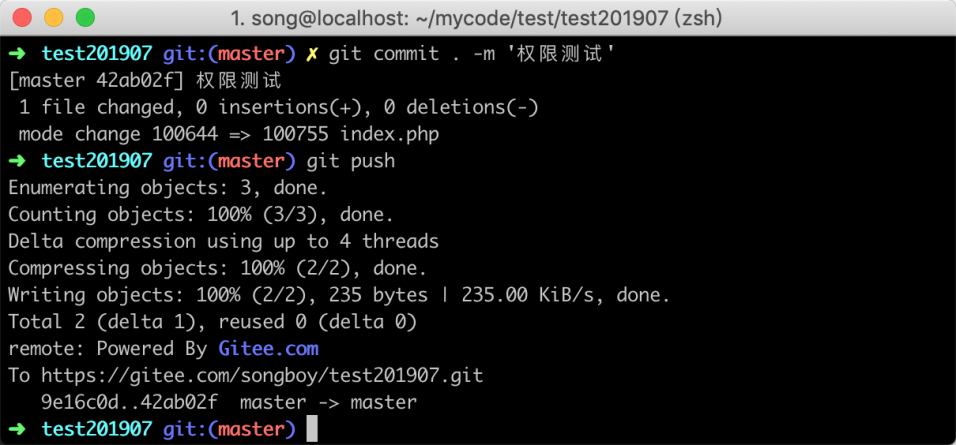 1. song@localhost: ~/mycode/test/test201907 (zsh)
➜ test201907 git:(master) ✗ git commit . -m '权限测试'
[master 42ab02f] 权限测试
 1 file changed, 0 insertions(+), 0 deletions(-)
 mode change 100644 => 100755 index.php
➜ test201907 git:(master) git push
Enumerating objects: 3, done.
Counting objects: 100% (3/3), done.
Delta compression using up to 4 threads
Compressing objects: 100% (2/2), done.
Writing objects: 100% (2/2), 235 bytes | 235.00 KiB/s, done.
Total 2 (delta 1), reused 0 (delta 0)
remote: Powered By Gitee.com
To https://gitee.com/songboy/test201907.git
   9e16c0d..42ab02f  master -> master
➜ test201907 git:(master)